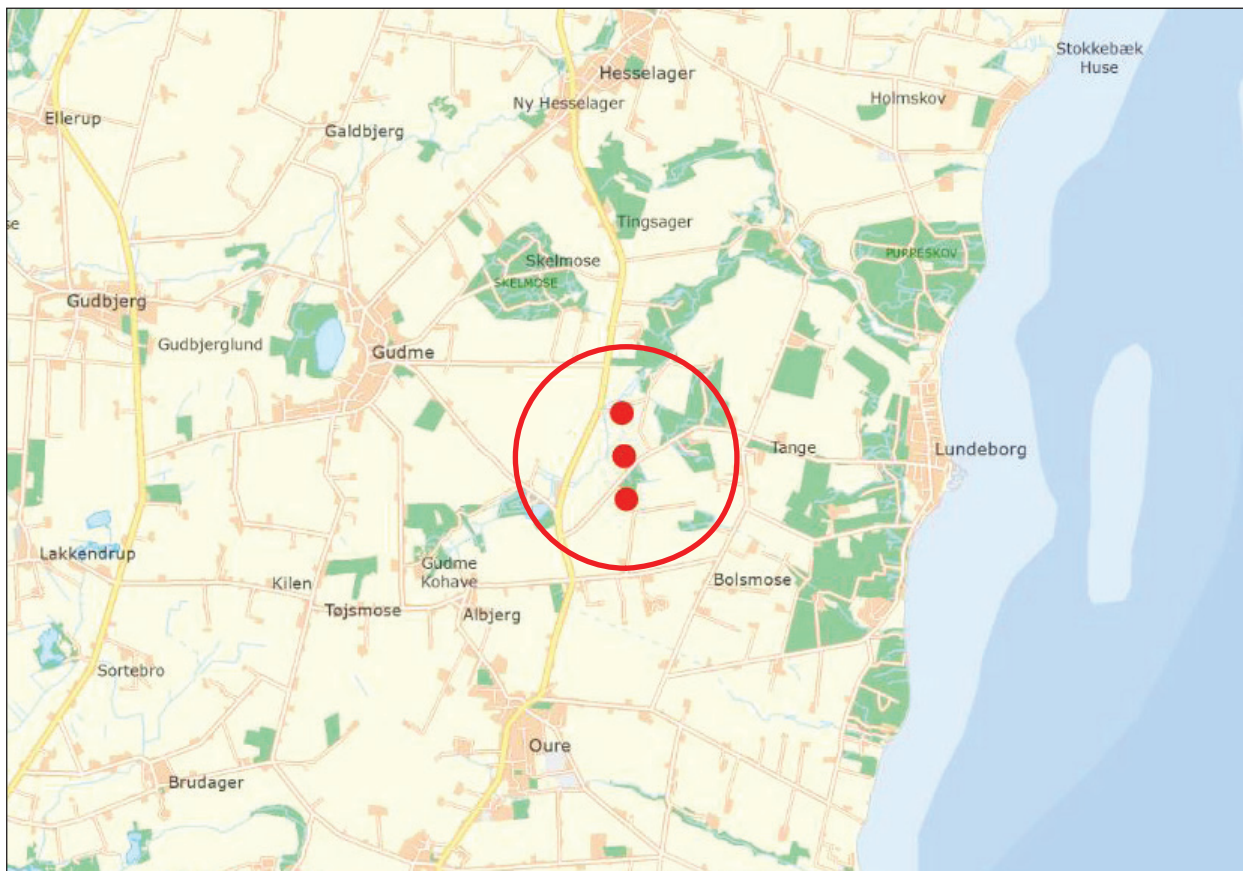 Stokkebæk
Huse
Hesselager
Holmskov
Ny Hesselager
Ellerup
Galdbjerg
Tingsager
se
PURRESKOV
Skelmose
SKELMOSE
Gudbjerg
Gudbjerglund
Gudme
Tange
Lundeborg
Lakkendrup
Gudme
Kohave
Kilen
Bolsmose
Tøjsmose
Albjerg
Sortebro
Oure
Brudager